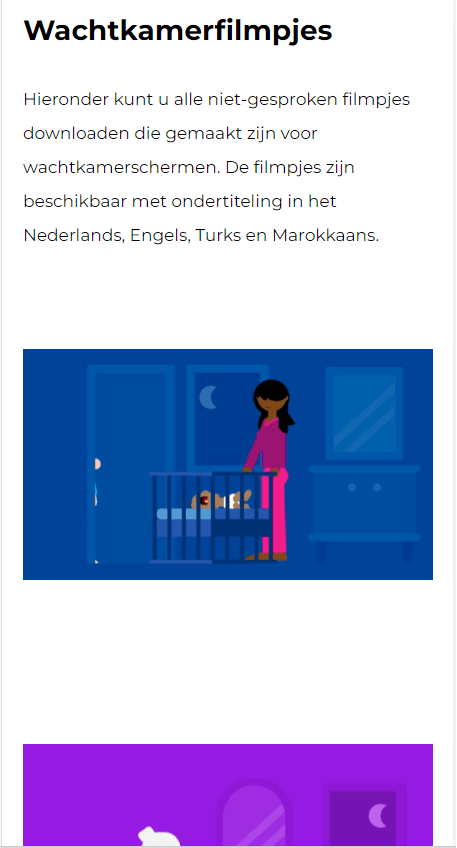 Wachtkamerfilmpjes
Hieronder kunt u alle niet-gesproken filmpjes
downloaden die gemaakt zijn voor
wachtkamerschermen. De filmpjes zijn
beschikbaar met ondertiteling in het
Nederlands, Engels, Turks en Marokkaans.